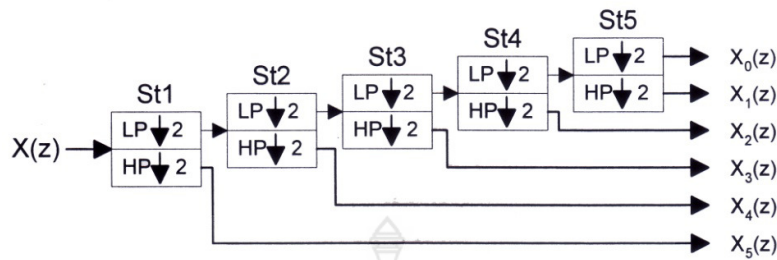 St1
LP 2
HP 2
St2
LP 2
HP 2
St3
LP 2
HP 2
St4
LP 2
HP 2
St5
LP 2
HP 2
X(z)
X₀(z)
X₁(z)
X₂(z)
X₃(z)
X₄(z)
X₅(z)